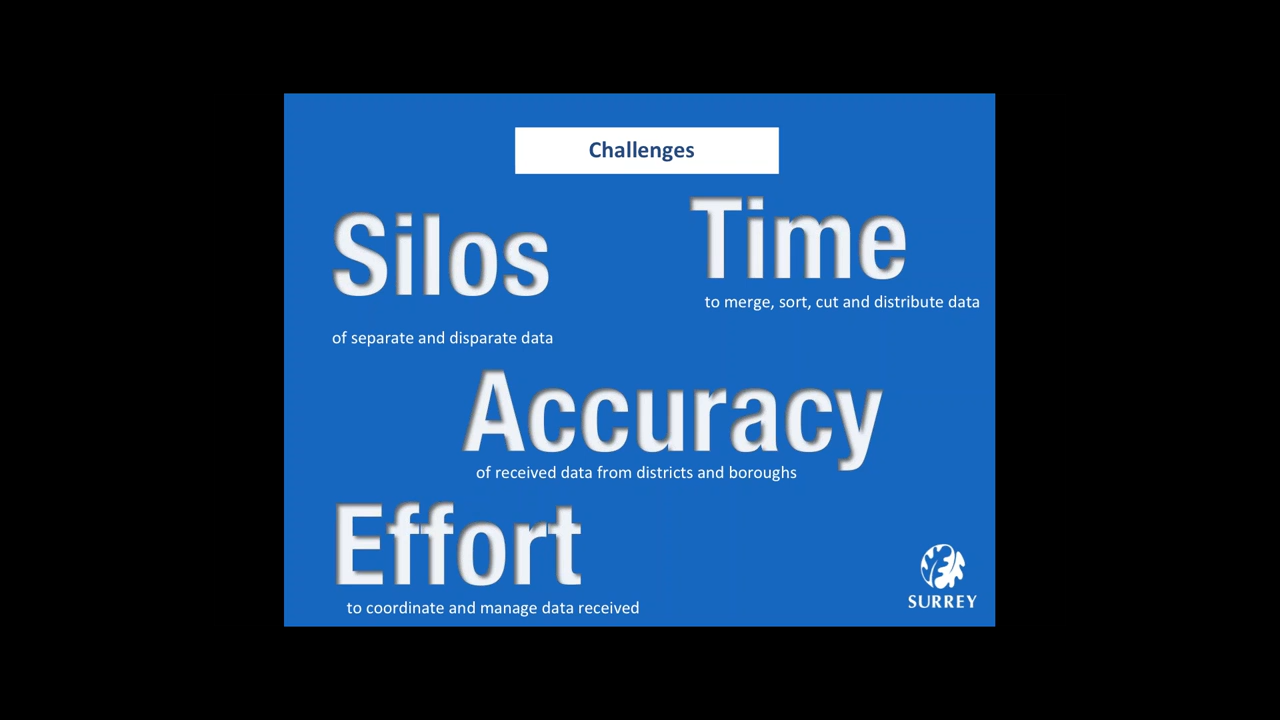 Challenges
Silos
of separate and disparate data
Time
to merge, sort, cut and distribute data
Accuracy
of received data from districts and boroughs
Effort
to coordinate and manage data received
SURREY